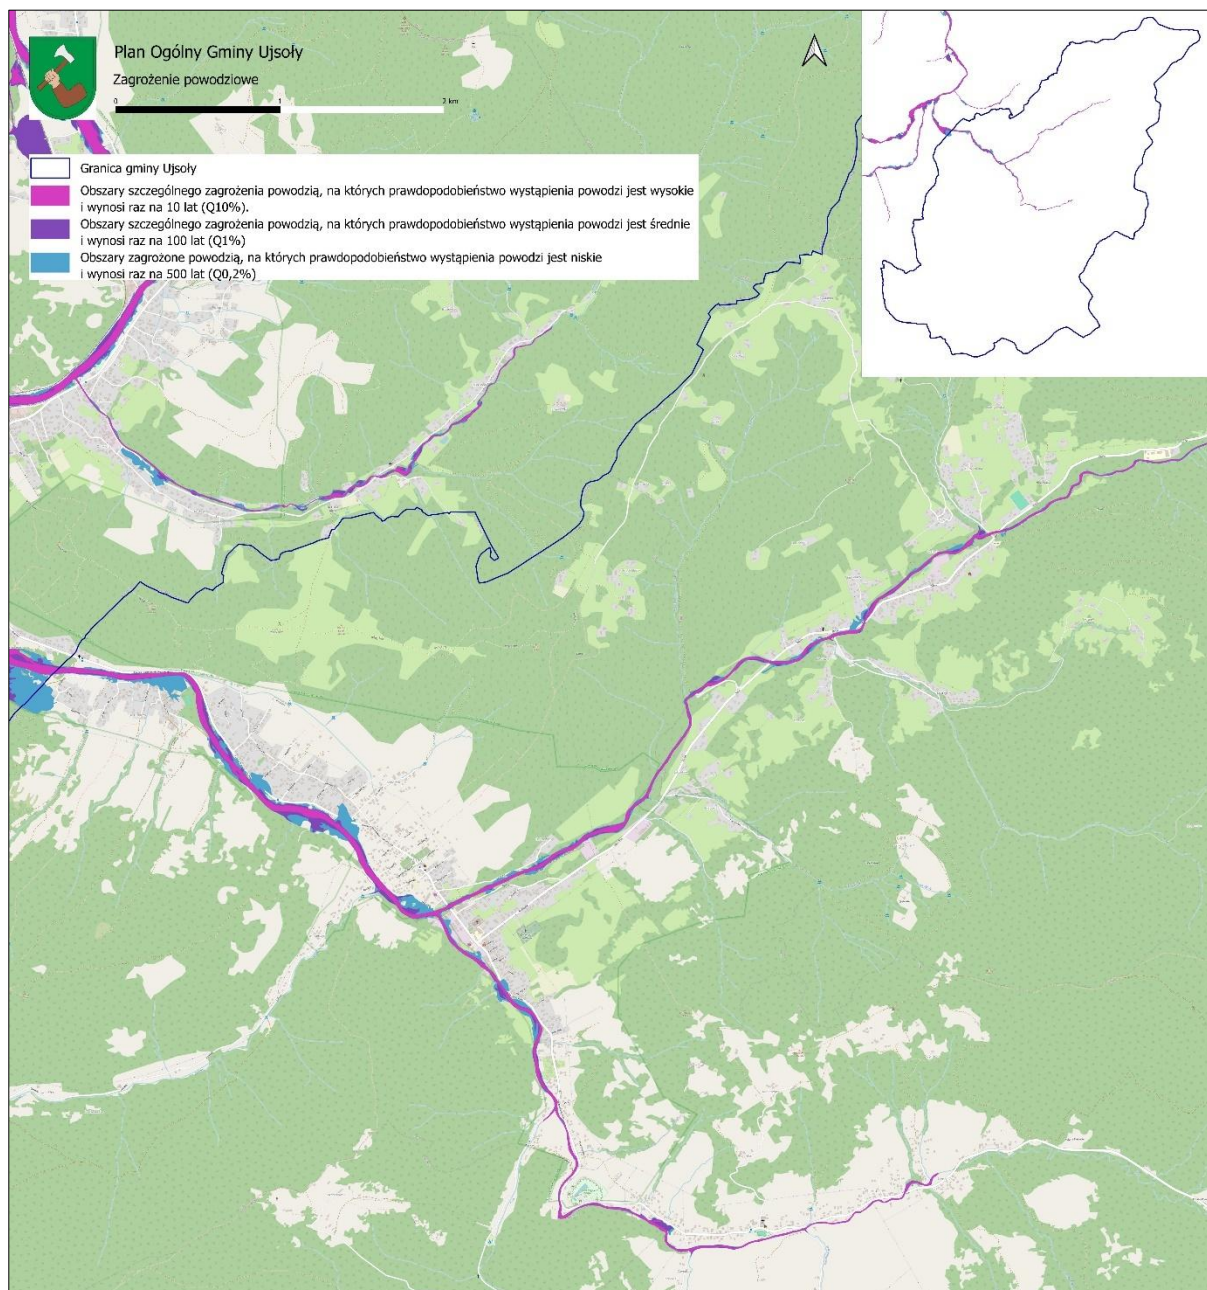 Plan Ogólny Gminy Ujsoły
Zagrożenie powodziowe
0 1 2 km
Granica gminy Ujsoły
Obszary szczególnego zagrożenia powodzią, na których prawdopodobieństwo wystąpienia powodzi jest wysokie
i wynosi raz na 10 lat (Q10%).
Obszary szczególnego zagrożenia powodzią, na których prawdopodobieństwo wystąpienia powodzi jest średnie
i wynosi raz na 100 lat (Q1%)
Obszary zagrożone powodzią, na których prawdopodobieństwo wystąpienia powodzi jest niskie
i wynosi raz na 500 lat (Q0,2%)